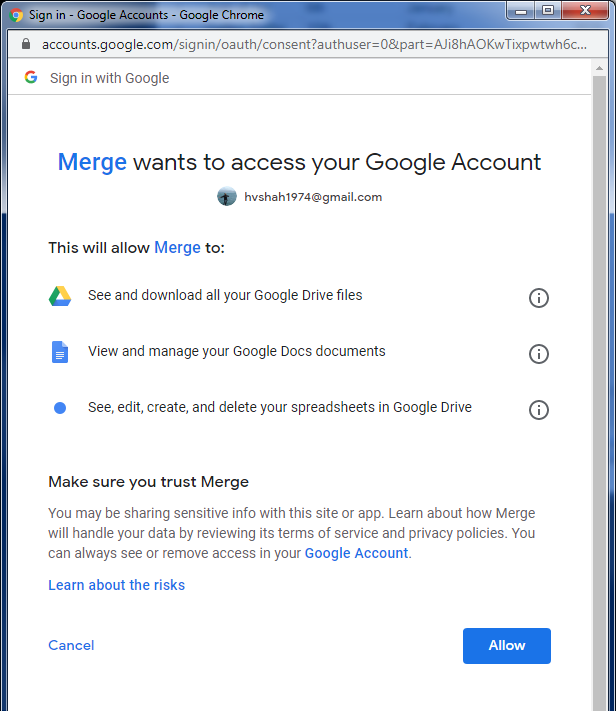 Sign in - Google Accounts - Google Chrome
accounts.google.com/signin/oauth/consent?authuser=0&part=AJi8hAOKwTixpwtwh6c...
Sign in with Google
Merge wants to access your Google Account
hvshah1974@gmail.com
This will allow Merge to:
See and download all your Google Drive files
View and manage your Google Docs documents
See, edit, create, and delete your spreadsheets in Google Drive
Make sure you trust Merge
You may be sharing sensitive info with this site or app. Learn about how Merge
will handle your data by reviewing its terms of service and privacy policies. You
can always see or remove access in your Google Account.
Learn about the risks
Cancel
Allow